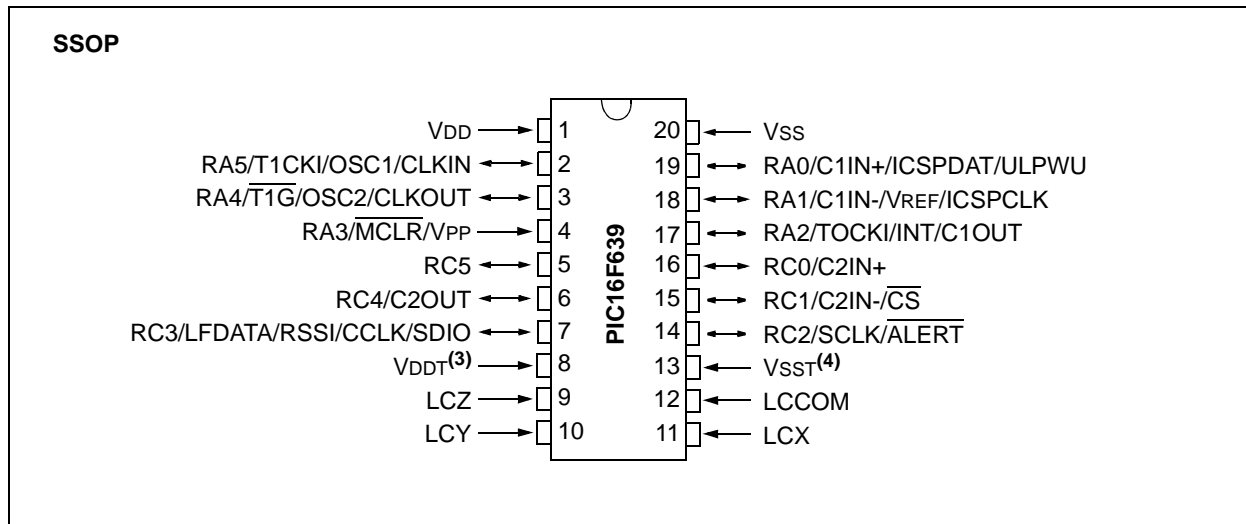 SSOP
VDD 1 20 VSS
RA5/T1CKI/OSC1/CLKIN 2 19 RA0/C1IN+/ICSPDAT/ULPWU
RA4/T1G/OSC2/CLKOUT 3 18 RA1/C1IN-/VREF/ICSPCLK
RA3/MCLR/VPP 4 17 RA2/TOCKI/INT/C1OUT
RC5 5 16 RC0/C2IN+
RC4/C2OUT 6 15 RC1/C2IN-/CS
RC3/LFDATA/RSSI/CCLK/SDIO 7 14 RC2/SCLK/ALERT
VDDT(3) 8 13 VSST(4)
LCZ 9 12 LCCOM
LCY 10 11 LCX
PIC16F639